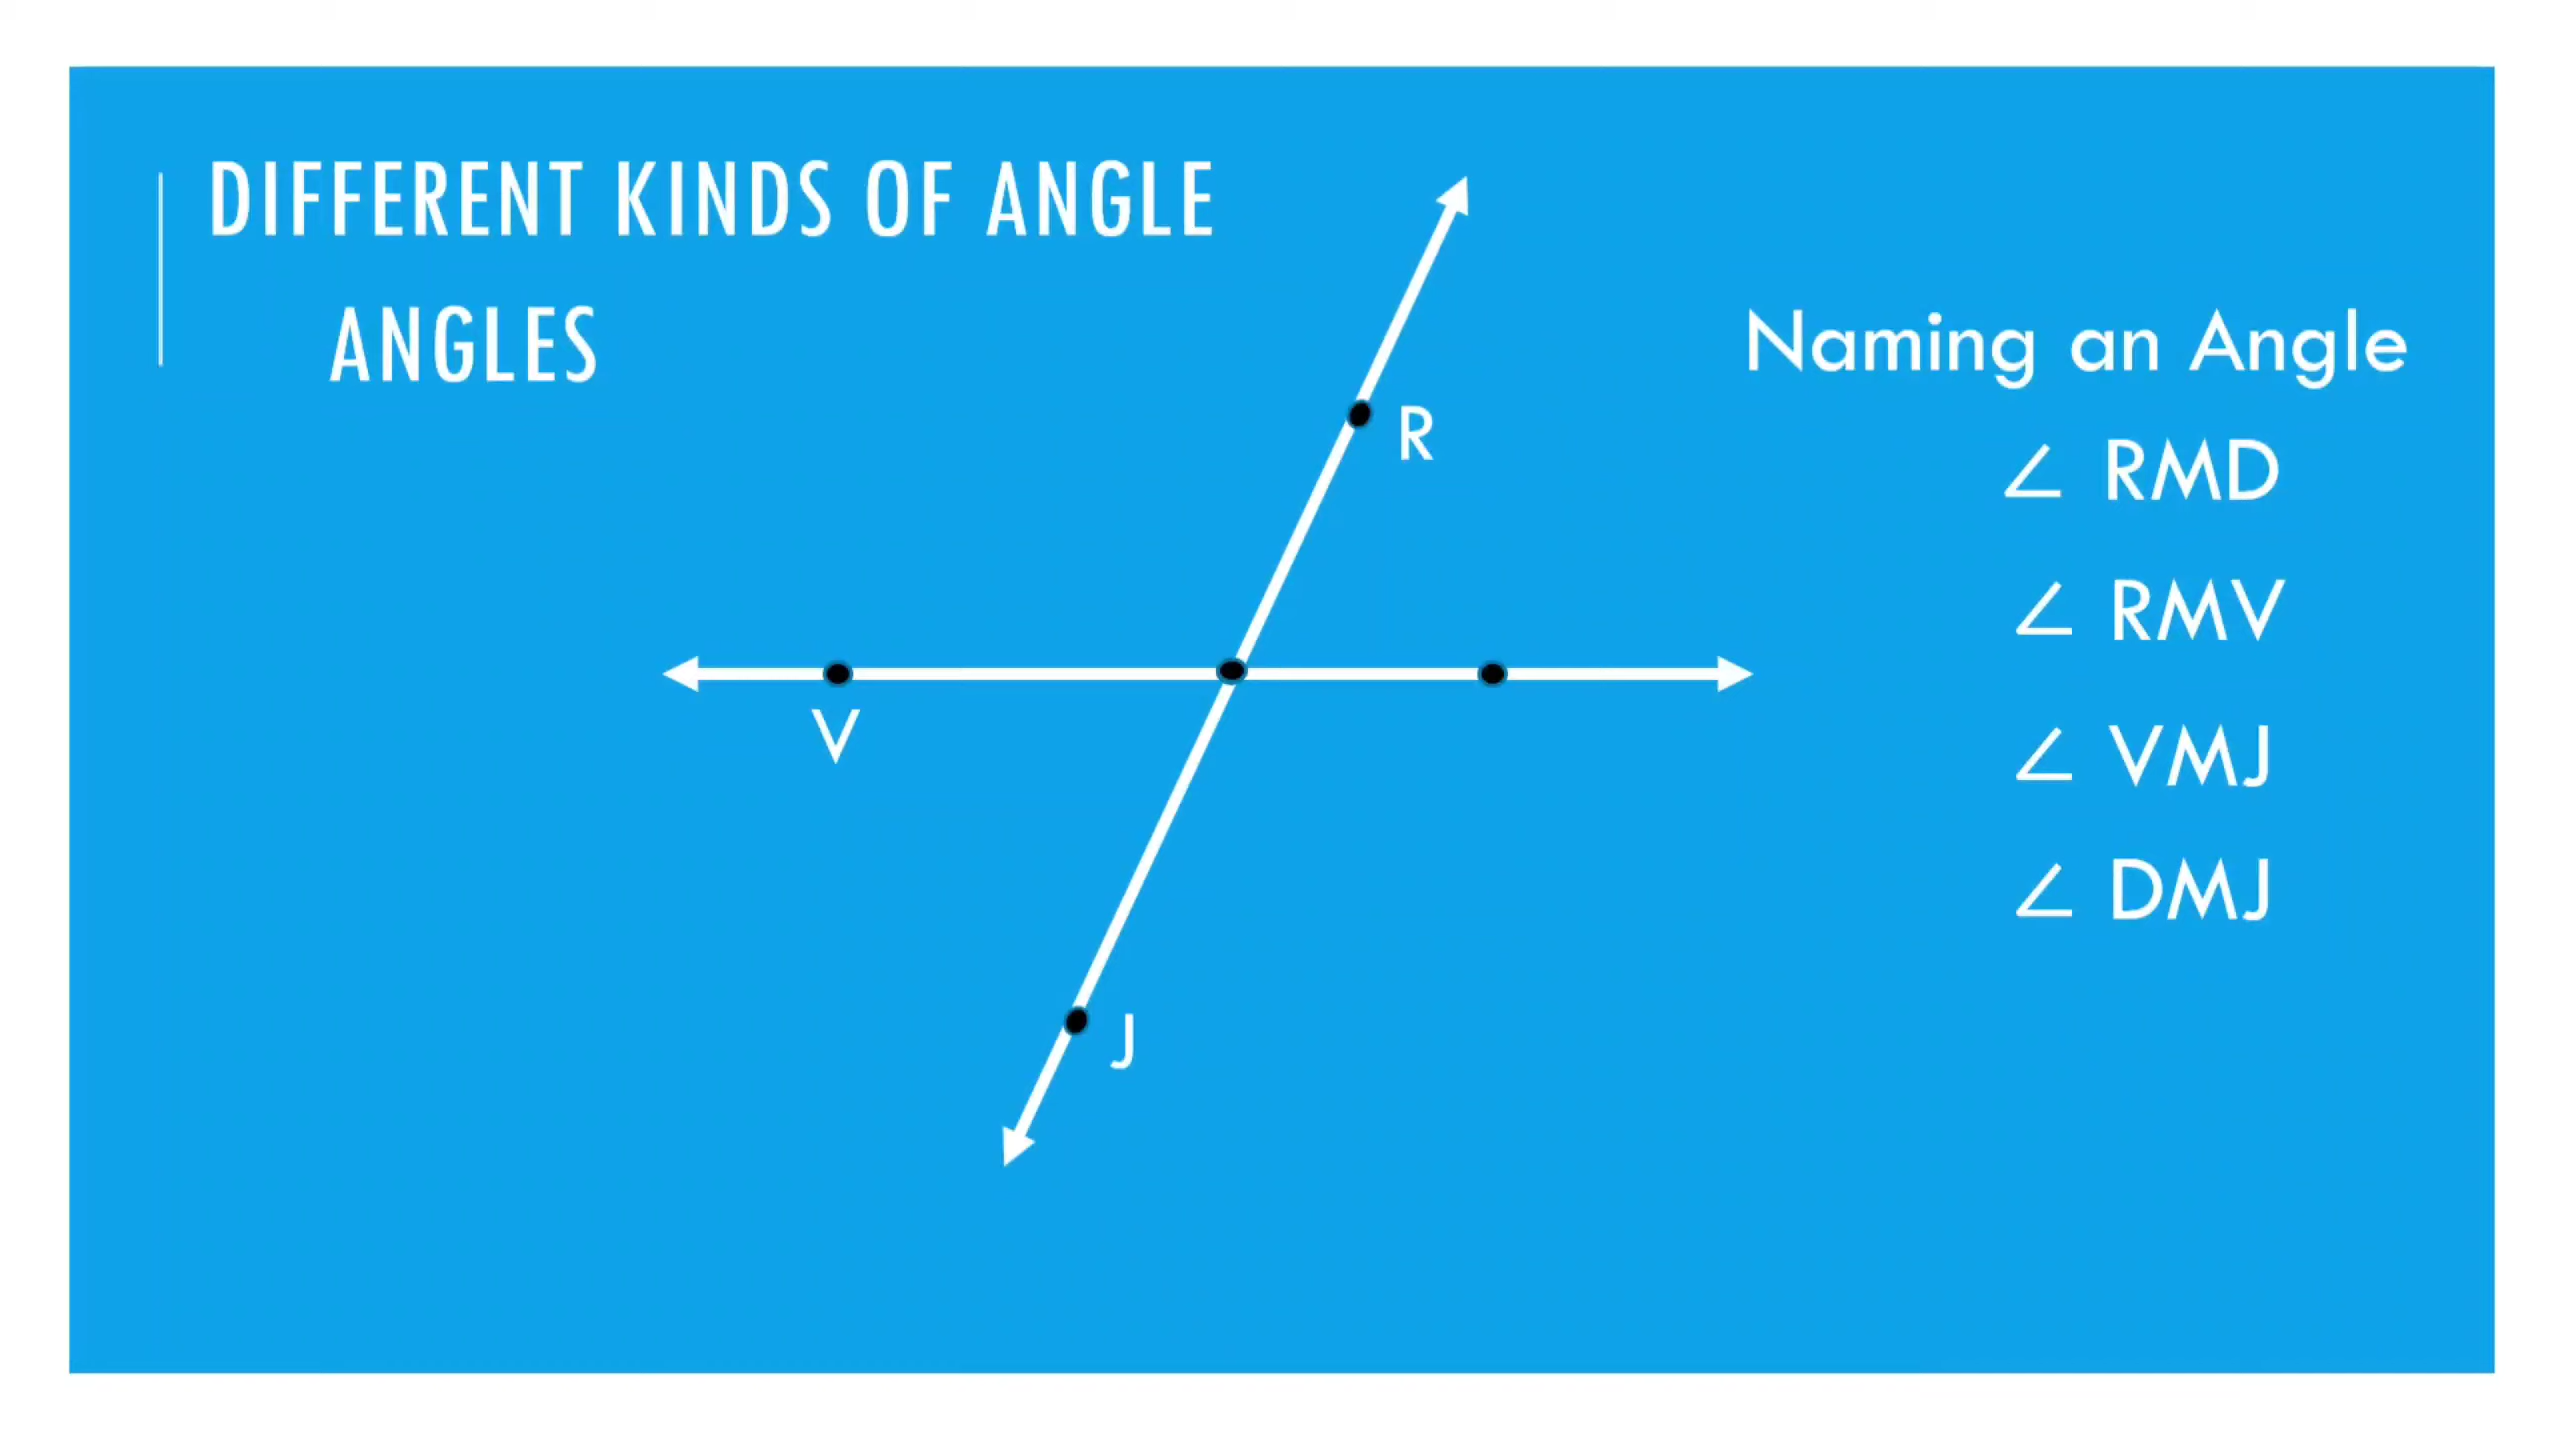 DIFFERENT KINDS OF ANGLE
ANGLES
Naming an Angle
R
∠ RMD
∠ RMV
V
∠ VMJ
∠ DMJ
J